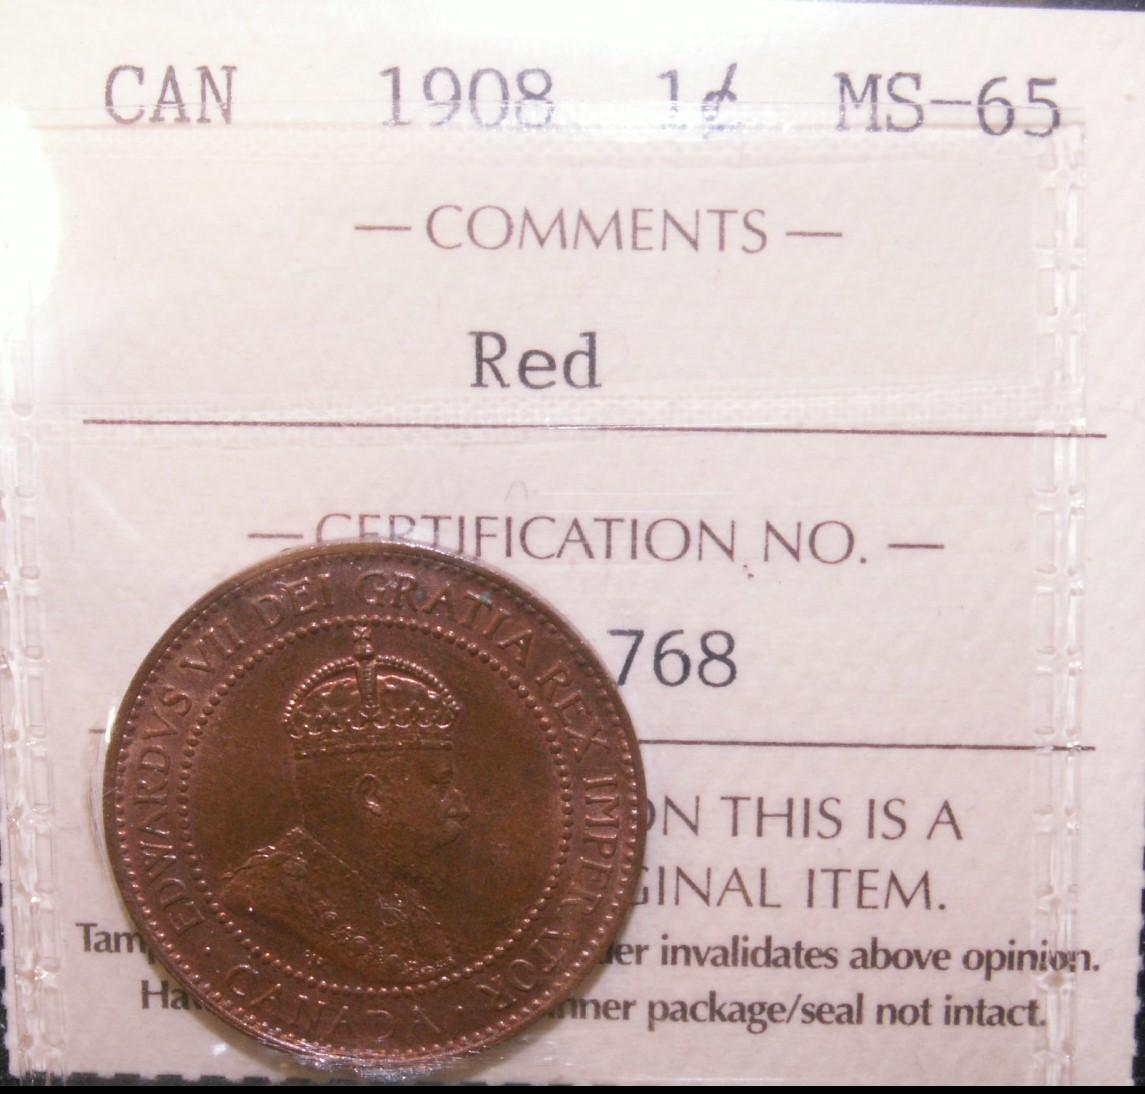 CAN 1908 1¢ MS-65
— COMMENTS —
Red
— CERTIFICATION NO. —
768
EDWARDVS VII DEI GRATIA REX IMPERATOR
CANADA
ON THIS IS A
GINAL ITEM.
Tam er invalidates above opinion.
Ha nner package/seal not intact.